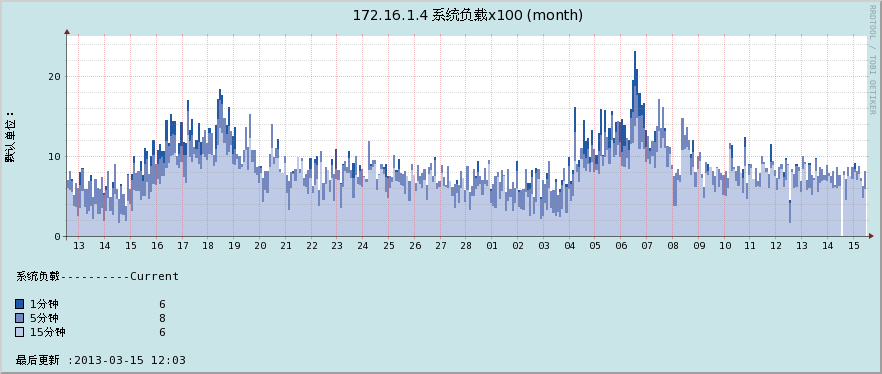 172.16.1.4 系统负载x100 (month)
RRDTOOL / TOBI OETIKER
默认单位：
20
10
0
13 14 15 16 17 18 19 20 21 22 23 24 25 26 27 28 01 02 03 04 05 06 07 08 09 10 11 12 13 14 15
系统负载----------Current
1分钟 6
5分钟 8
15分钟 6
最后更新 :2013-03-15 12:03